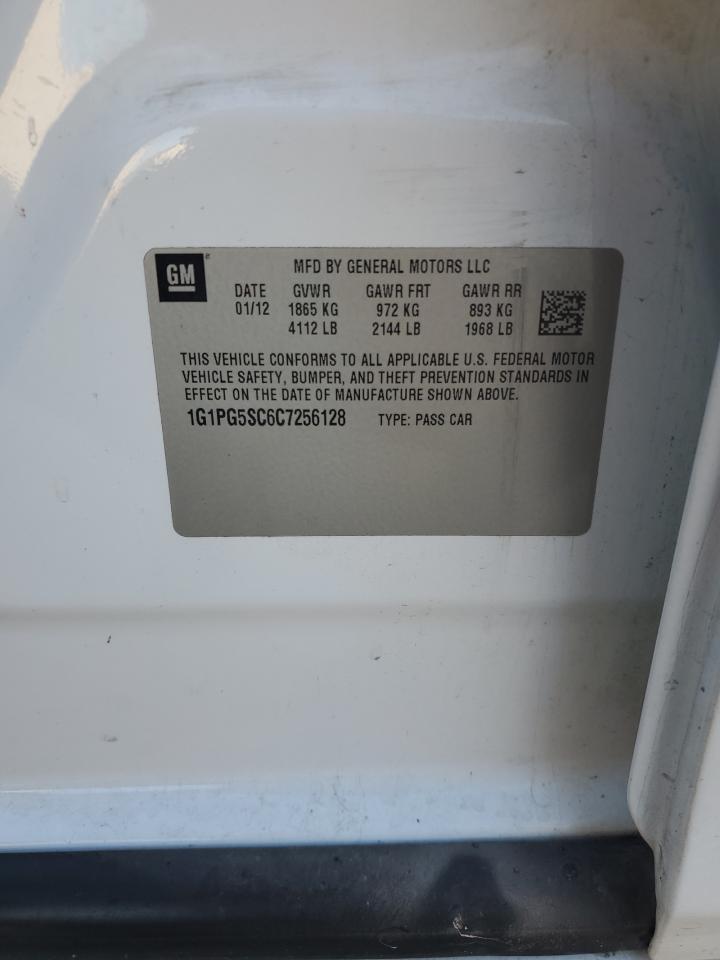 GM
MFD BY GENERAL MOTORS LLC
DATE GVWR GAWR FRT GAWR RR
01/12 1865 KG 972 KG 893 KG
4112 LB 2144 LB 1968 LB
THIS VEHICLE CONFORMS TO ALL APPLICABLE U.S. FEDERAL MOTOR
VEHICLE SAFETY, BUMPER, AND THEFT PREVENTION STANDARDS IN
EFFECT ON THE DATE OF MANUFACTURE SHOWN ABOVE.
1G1PG5SC6C7256128 TYPE: PASS CAR